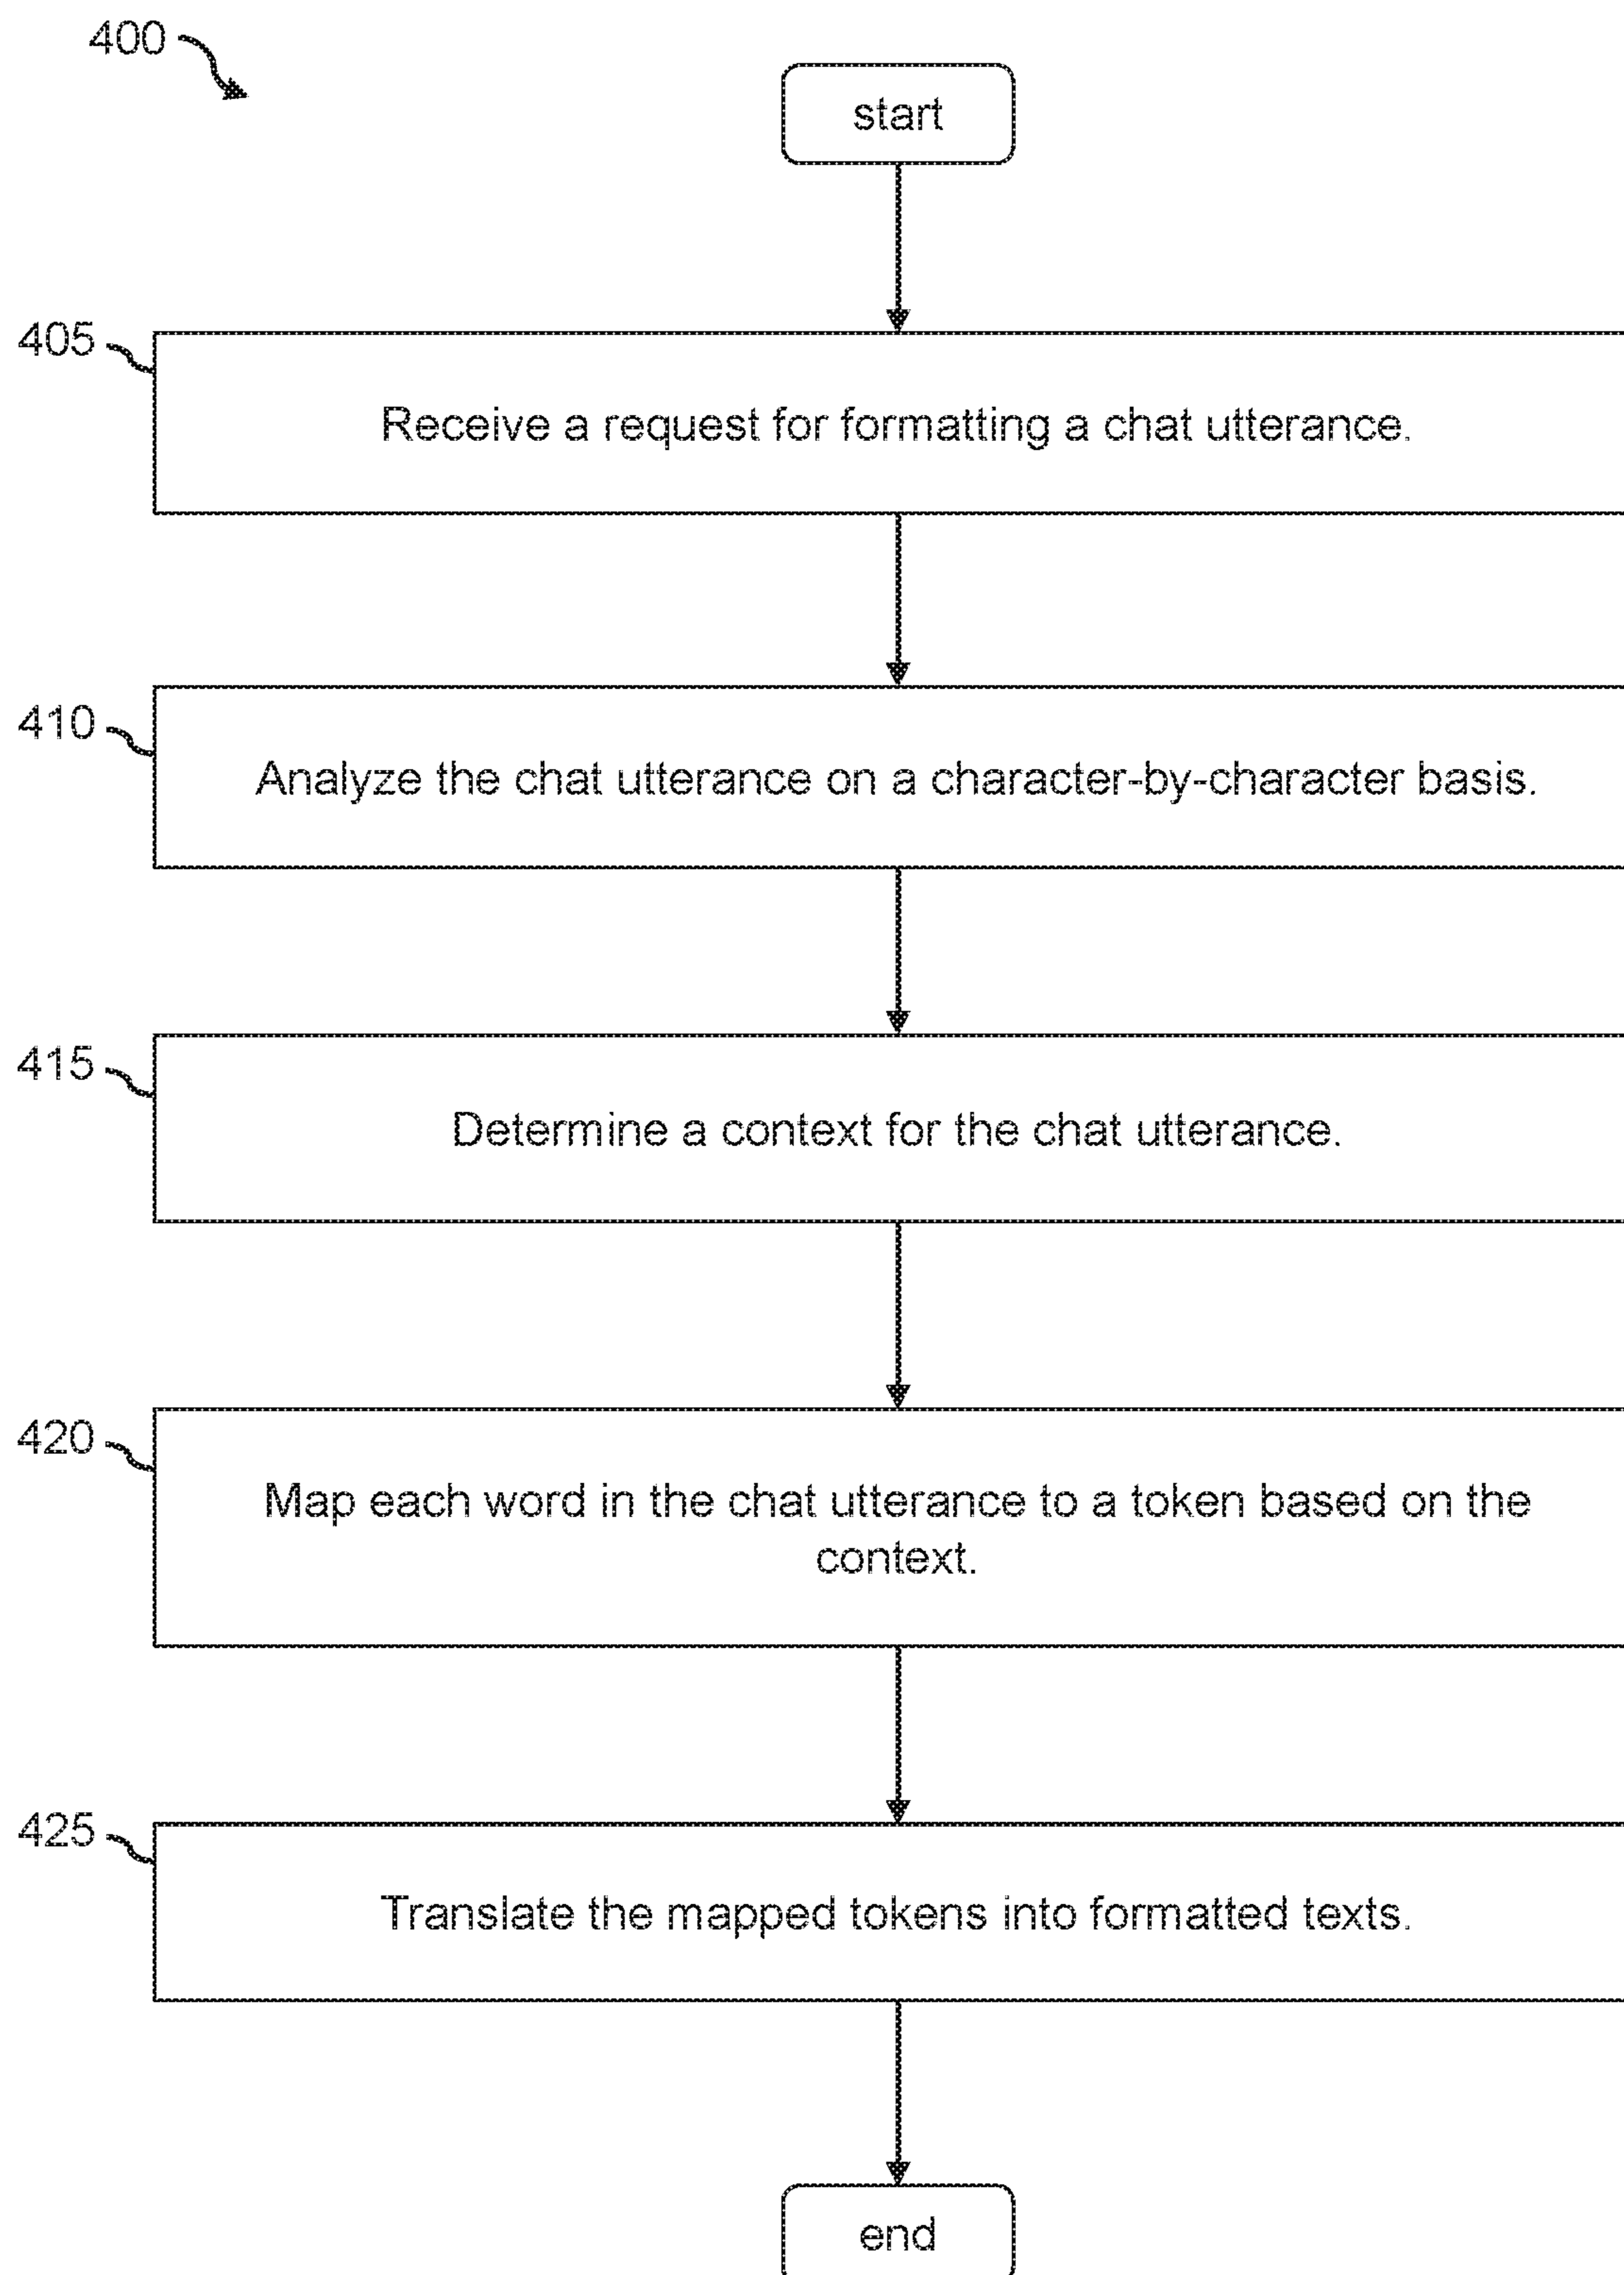 400
start
405
Receive a request for formatting a chat utterance.
410
Analyze the chat utterance on a character-by-character basis.
415
Determine a context for the chat utterance.
420
Map each word in the chat utterance to a token based on the
context.
425
Translate the mapped tokens into formatted texts.
end